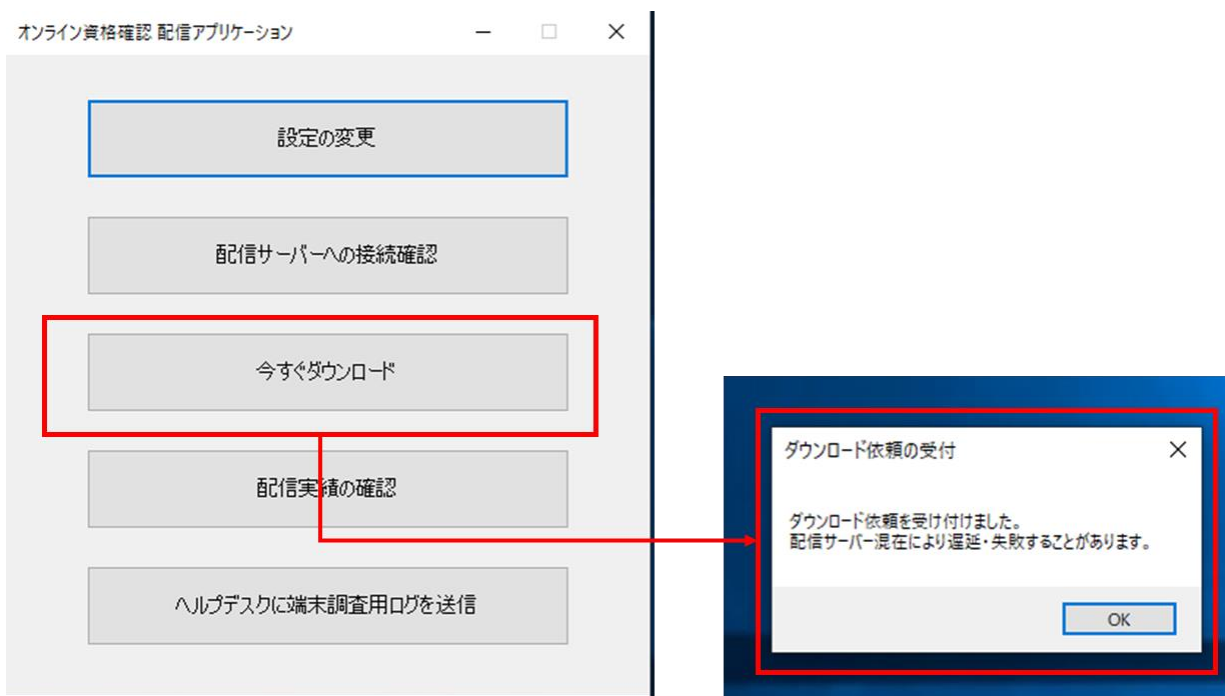 オンライン資格確認 配信アプリケーション
設定の変更
配信サーバーへの接続確認
今すぐダウンロード
配信実績の確認
ヘルプデスクに端末調査用ログを送信
ダウンロード依頼の受付
ダウンロード依頼を受け付けました。
配信サーバー混在により遅延・失敗することがあります。
OK